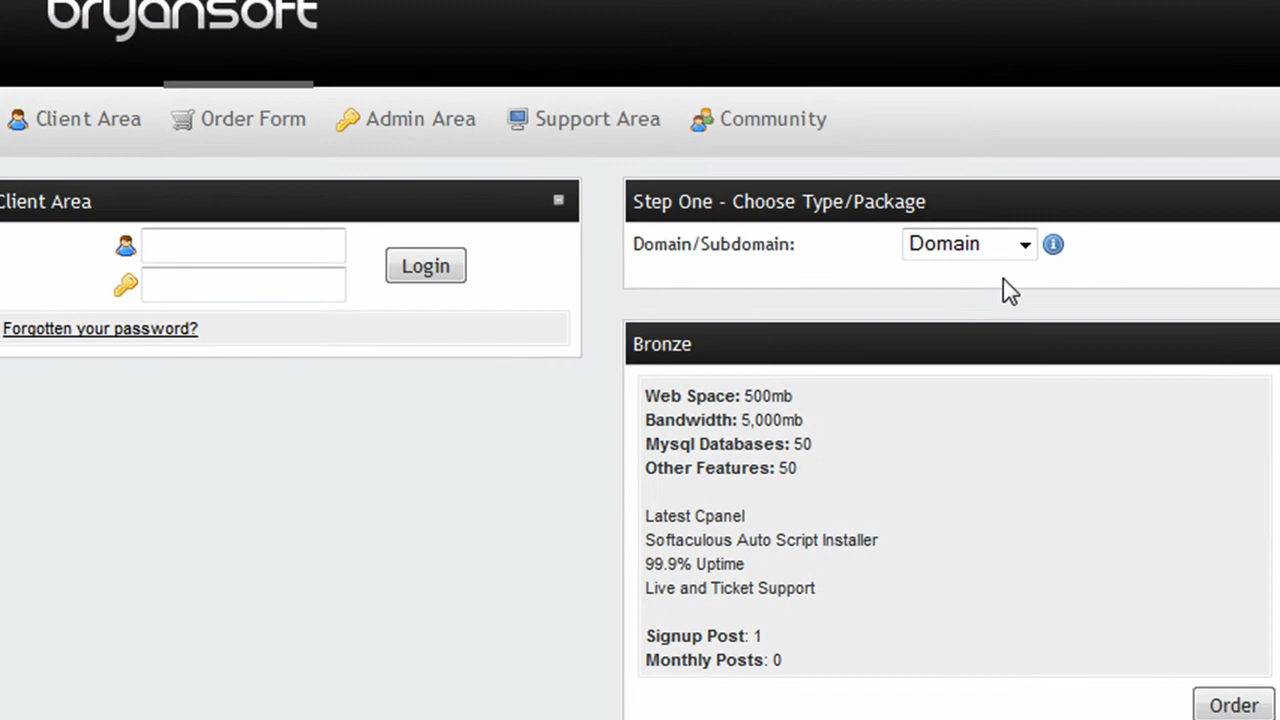 bryansoft
Client Area
Order Form
Admin Area
Support Area
Community
Client Area
Login
Forgotten your password?
Step One - Choose Type/Package
Domain/Subdomain:
Domain
Bronze
Web Space: 500mb
Bandwidth: 5,000mb
Mysql Databases: 50
Other Features: 50
Latest Cpanel
Softaculous Auto Script Installer
99.9% Uptime
Live and Ticket Support
Signup Post: 1
Monthly Posts: 0
Order